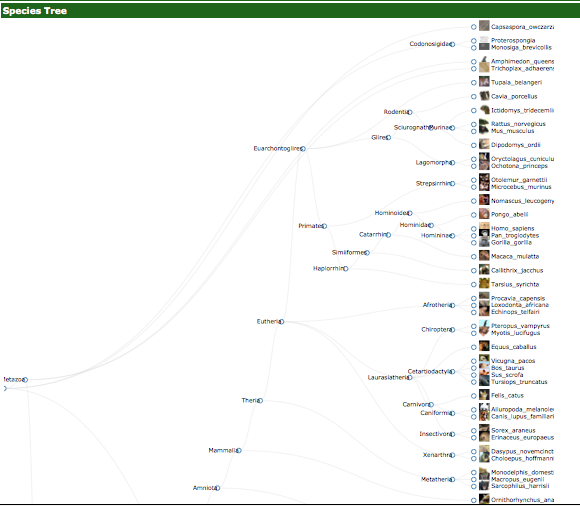 Species Tree
Capsaspora_owczarz
Codonosigidae
Proterospongia
Monosiga_brevicollis
Amphimedon_queens
Trichoplax_adhaeren
Tupaia_belangeri
Cavia_porcellus
Rodentia
Ictidomys_tridecemli
Sciurognathi
Murinae
Rattus_norvegicus
Mus_musculus
Glires
Dipodomys_ordii
Euarchontoglires
Lagomorpha
Oryctolagus_cuniculu
Ochotona_princeps
Strepsirrhini
Otolemur_garnettii
Microcebus_murinus
Nomascus_leucogeny
Hominoidea
Pongo_abelii
Primates
Hominidae
Homo_sapiens
Catarrhini
Homininae
Pan_troglodytes
Gorilla_gorilla
Simiiformes
Macaca_mulatta
Haplorrhini
Callithrix_jacchus
Tarsius_syrichta
Afrotheria
Procavia_capensis
Loxodonta_africana
Echinops_telfairi
Eutheria
Chiroptera
Pteropus_vampyrus
Myotis_lucifugus
Equus_caballus
Cetartiodactyla
Vicugna_pacos
Bos_taurus
Laurasiatheria
Sus_scrofa
Tursiops_truncatus
Metazoa
Felis_catus
Theria
Carnivora
Caniformia
Ailuropoda_melanole
Canis_lupus_familiari
Insectivora
Sorex_araneus
Erinaceus_europaeus
Mammalia
Xenarthra
Dasypus_novemcinct
Choloepus_hoffmanni
Metatheria
Monodelphis_domest
Macropus_eugenii
Sarcophilus_harrisii
Amniota
Ornithorhynchus_ana